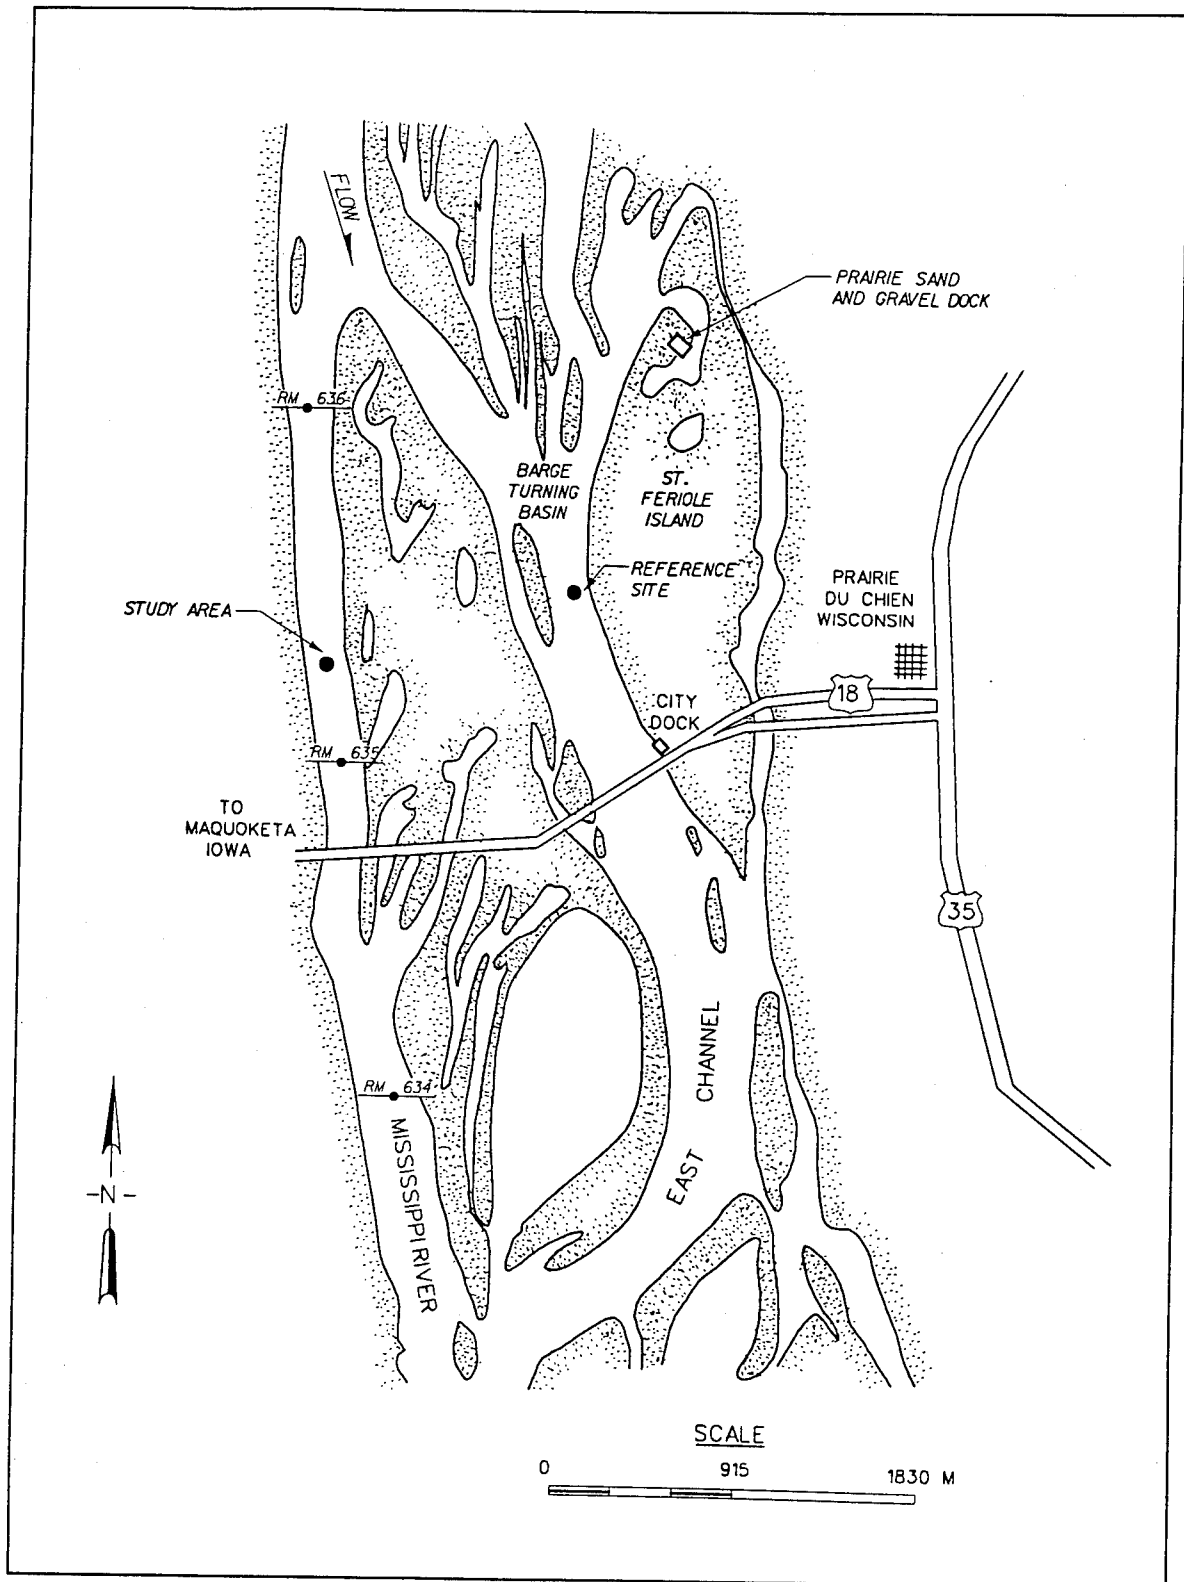 FLOW
PRAIRIE SAND
AND GRAVEL DOCK
RM 636
BARGE
TURNING
BASIN
ST.
FERIOLE
ISLAND
REFERENCE
SITE
PRAIRIE
DU CHIEN
WISCONSIN
STUDY AREA
18
CITY
DOCK
RM 635
TO
MAQUOKETA
IOWA
35
EAST CHANNEL
RM 634
MISSISSIPPI RIVER
-N-
SCALE
0 915 1830 M